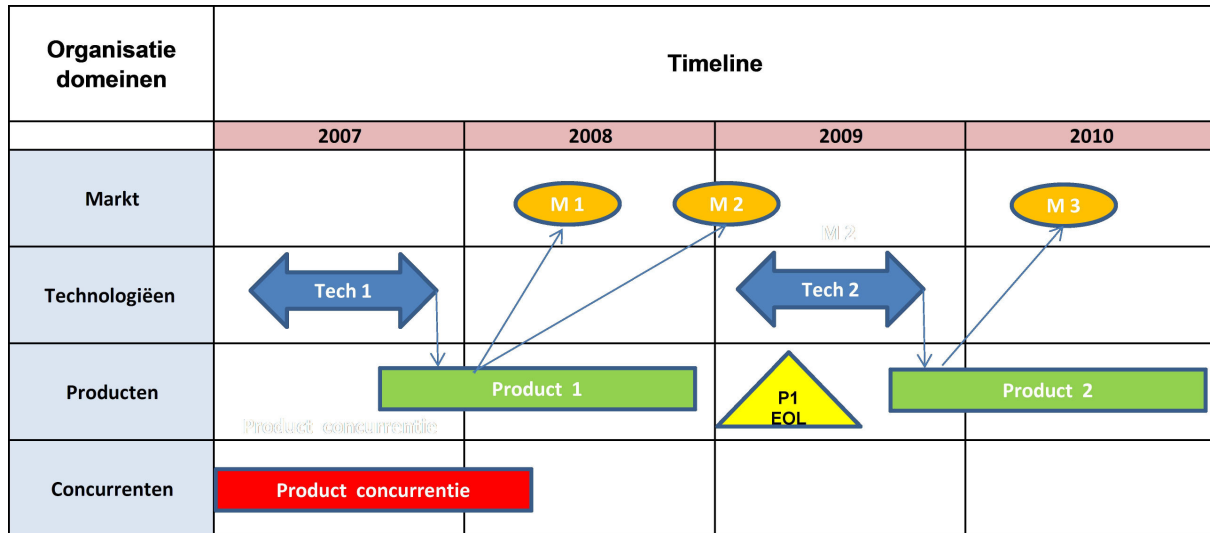 Organisatie
domeinen
Timeline
2007
2008
2009
2010
Markt
M 1
M 2
M 3
M 2
Technologiëen
Tech 1
Tech 2
Producten
Product 1
P1
EOL
Product 2
Product concurrentie
Concurrenten
Product concurrentie